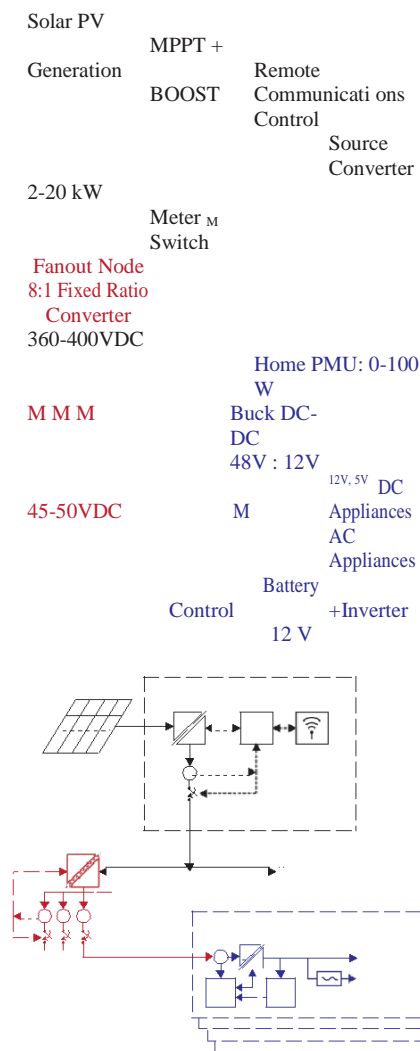 Solar PV
MPPT +
Generation
Remote
BOOST
Communicati ons
Control
Source
Converter
2-20 kW
Meter M
Switch
Fanout Node
8:1 Fixed Ratio
Converter
360-400VDC
Home PMU: 0-100
W
M M M
Buck DC-
DC
48V : 12V
12V, 5V DC
45-50VDC
M
Appliances
AC
Appliances
Battery
Control
+Inverter
12 V